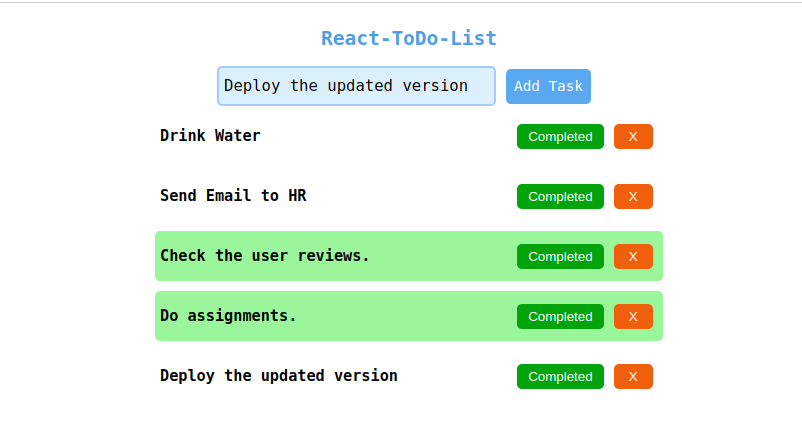 React-ToDo-List
Deploy the updated version Add Task
Drink Water Completed X
Send Email to HR Completed X
Check the user reviews. Completed X
Do assignments. Completed X
Deploy the updated version Completed X